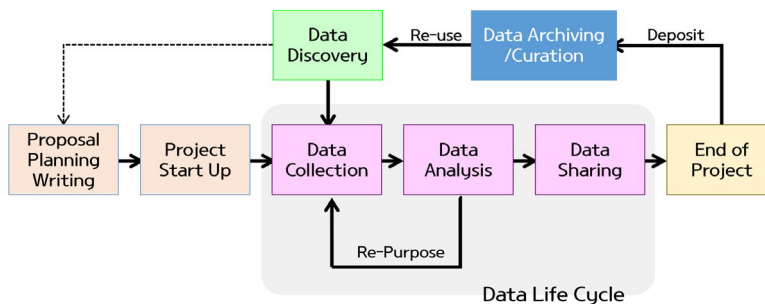 Data
Discovery
Re-use
Data Archiving
/Curation
Deposit
Proposal
Planning
Writing
Project
Start Up
Data
Collection
Data
Analysis
Data
Sharing
End of
Project
Re-Purpose
Data Life Cycle